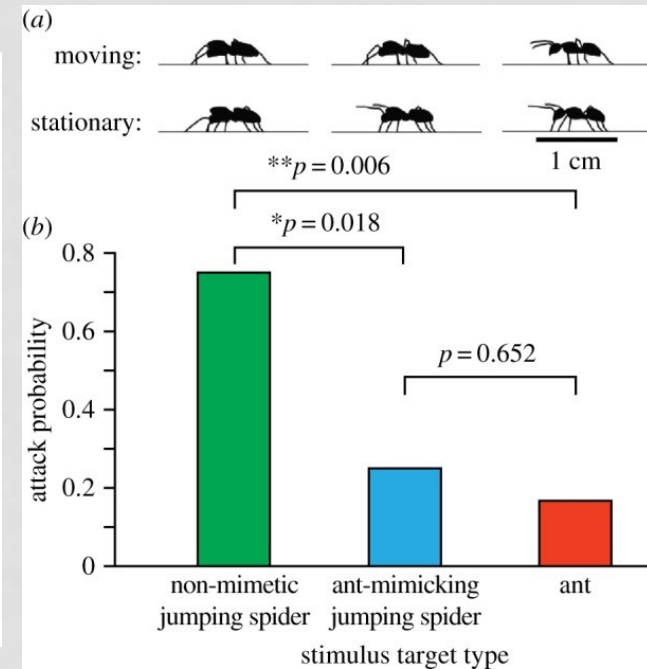 (a)
moving:
stationary:
1 cm
**p = 0.006
(b)
*p = 0.018
p = 0.652
0.8
0.6
0.4
0.2
0
attack probability
non-mimetic
jumping spider
ant-mimicking
jumping spider
ant
stimulus target type